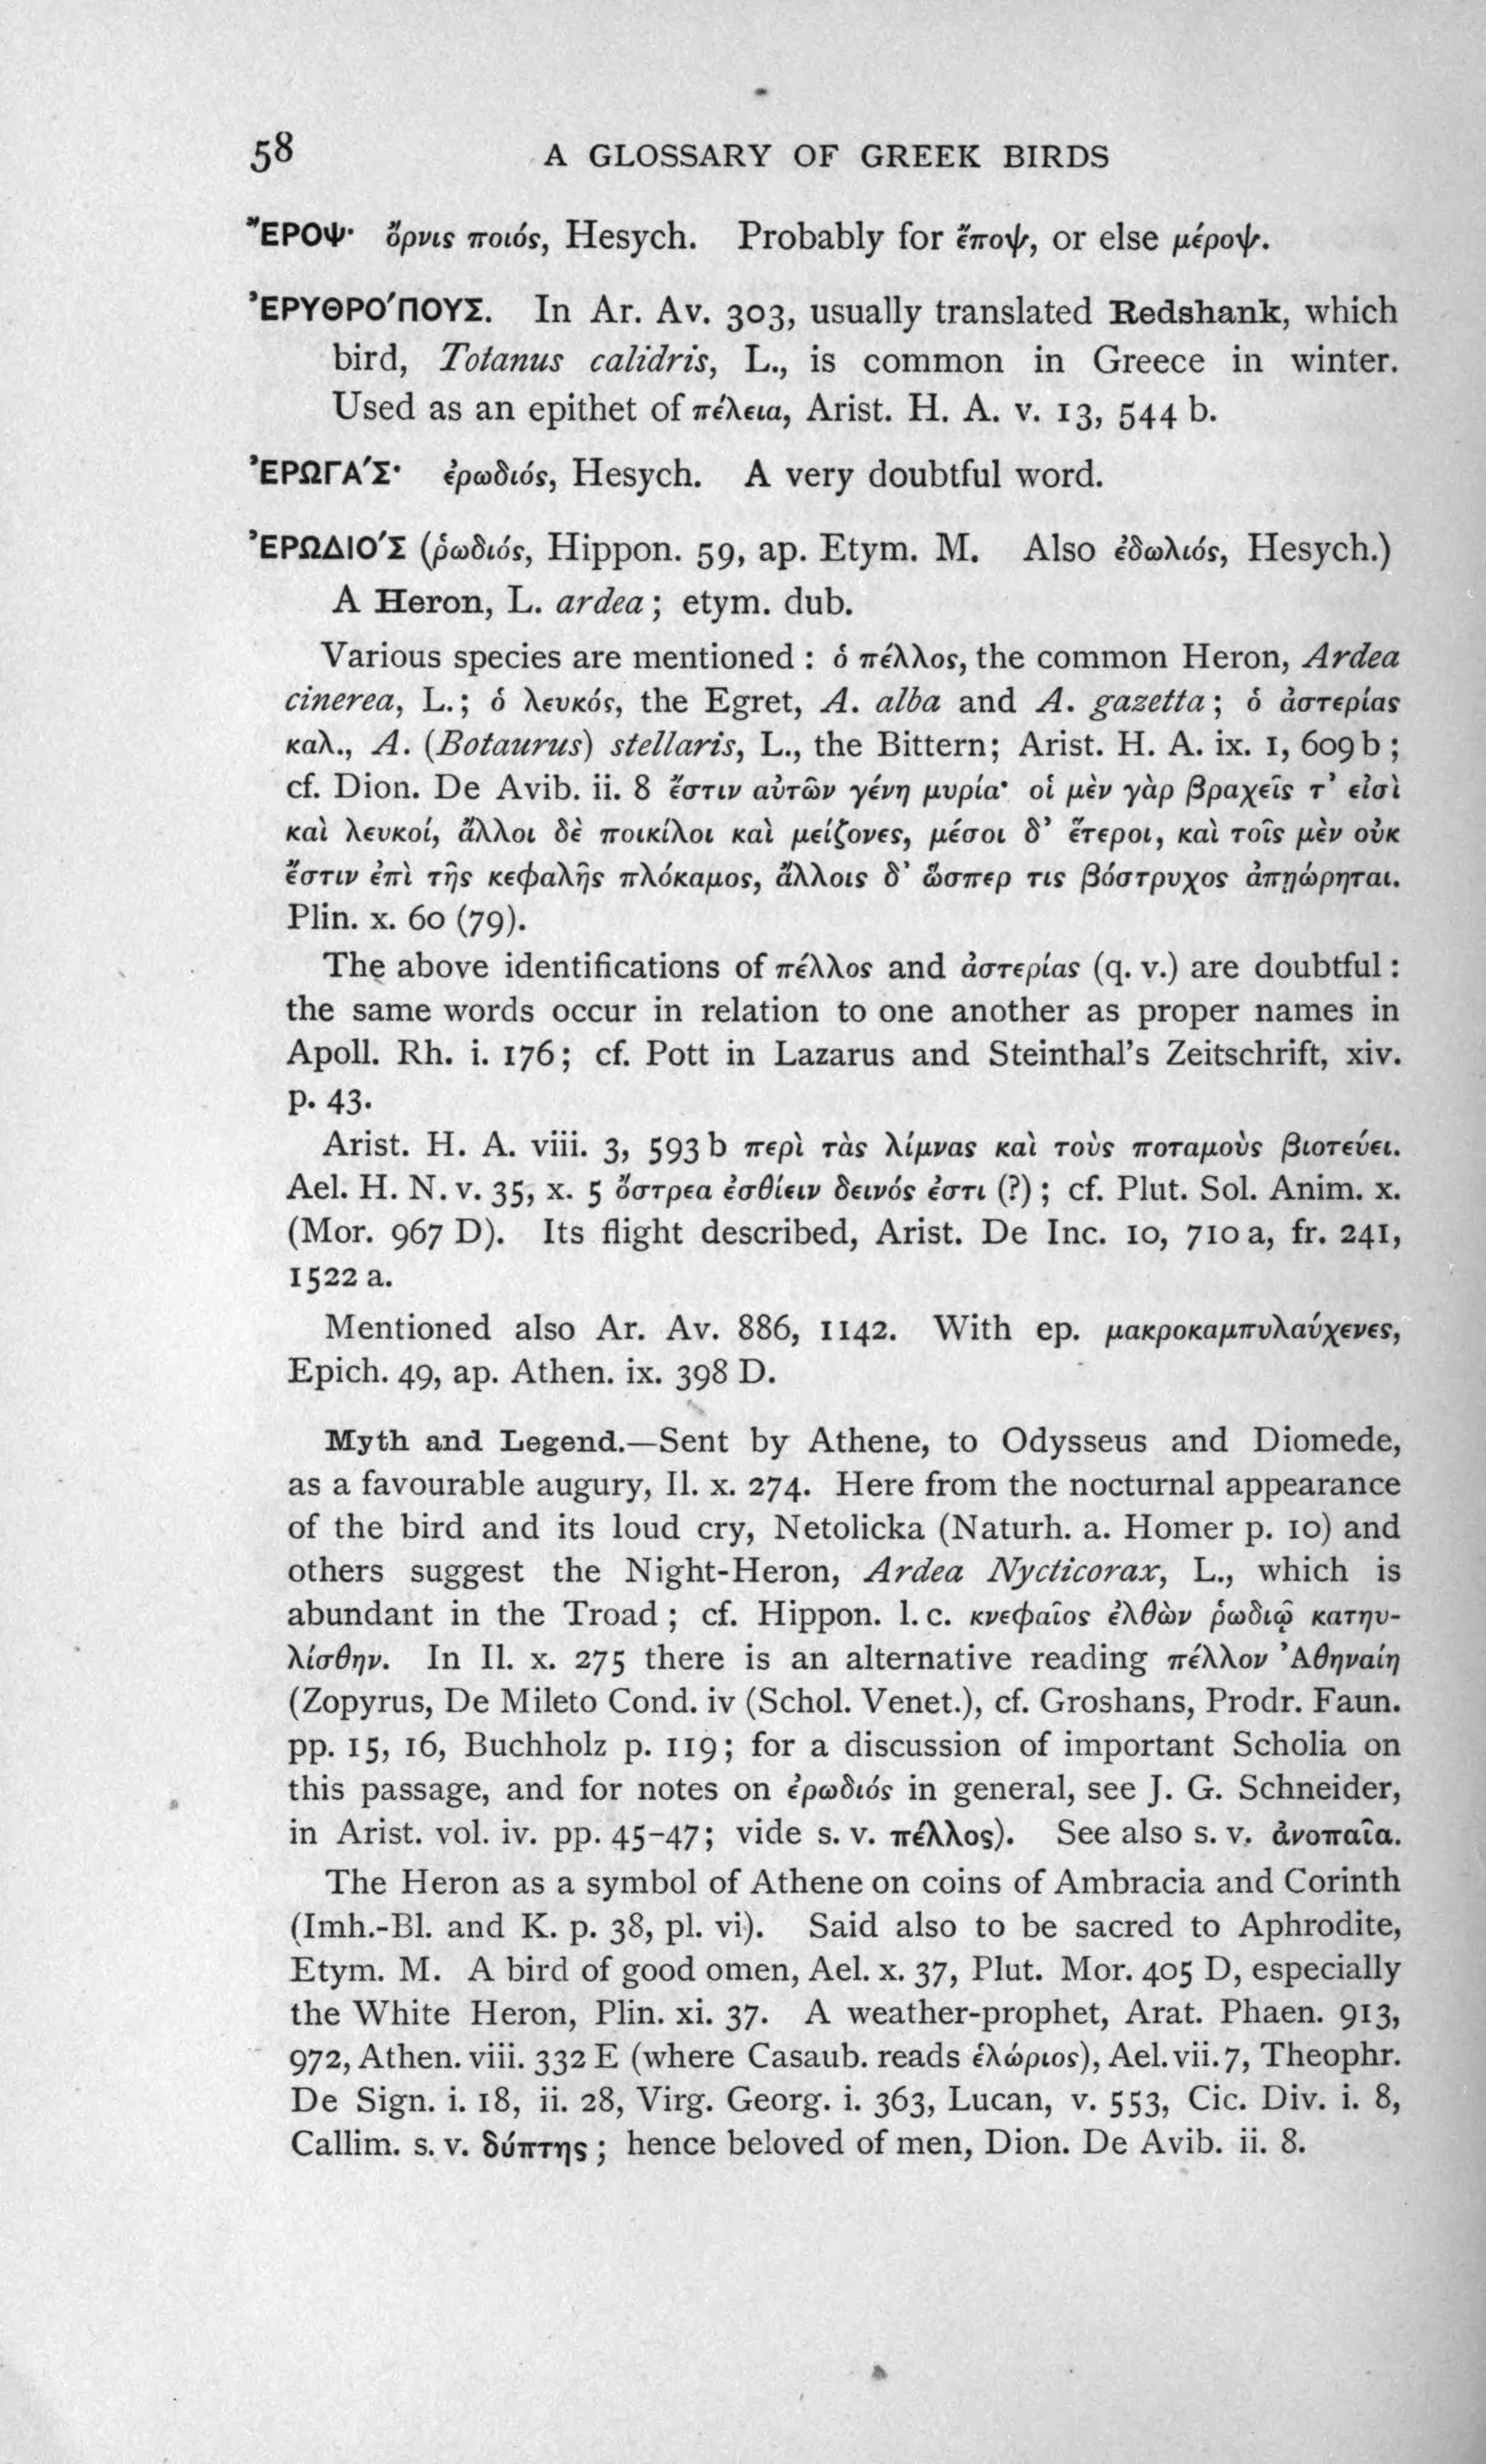 58 A GLOSSARY OF GREEK BIRDS
ἜΡΟΨ· ὄρνις ποιός, Hesych. Probably for ἔποψ, or else μέροψ.
ἘΡΥΘΡΌΠΟΥΣ. In Ar. Av. 303, usually translated Redshank, which
bird, Totanus calidris, L., is common in Greece in winter.
Used as an epithet of πέλεια, Arist. H. A. v. 13, 544 b.
ἘΡΩΓΆΣ· ἐρωδιός, Hesych. A very doubtful word.
ἘΡΩΔΙΌΣ (ῥωδιός, Hippon. 59, ap. Etym. M. Also ἐδωλιός, Hesych.)
A Heron, L. ardea; etym. dub.
Various species are mentioned: ὁ πέλλος, the common Heron, Ardea
cinerea, L.; ὁ λευκός, the Egret, A. alba and A. gazetta; ὁ ἀστερίας
καλ., A. (Botaurus) stellaris, L., the Bittern; Arist. H. A. ix. 1, 609 b;
cf. Dion. De Avib. ii. 8 ἔστιν αὐτῶν γένη μυρία· οἱ μὲν γὰρ βραχεῖς τ' εἰσὶ
καὶ λευκοί, ἄλλοι δὲ ποικίλοι καὶ μείζονες, μέσοι δ' ἕτεροι, καὶ τοῖς μὲν οὐκ
ἔστιν ἐπὶ τῆς κεφαλῆς πλόκαμος, ἄλλοις δ' ὥσπερ τις βόστρυχος ἀπῃώρηται.
Plin. x. 60 (79).
The above identifications of πέλλος and ἀστερίας (q. v.) are doubtful:
the same words occur in relation to one another as proper names in
Apoll. Rh. i. 176; cf. Pott in Lazarus and Steinthal's Zeitschrift, xiv.
p. 43.
Arist. H. A. viii. 3, 593 b περὶ τὰς λίμνας καὶ τοὺς ποταμοὺς βιοτεύει.
Ael. H. N. v. 35, x. 5 ὄστρεα ἐσθίειν δεινός ἐστι (?); cf. Plut. Sol. Anim. x.
(Mor. 967 D). Its flight described, Arist. De Inc. 10, 710 a, fr. 241,
1522 a.
Mentioned also Ar. Av. 886, 1142. With ep. μακροκαμπυλαύχενες,
Epich. 49, ap. Athen. ix. 398 D.
Myth and Legend.—Sent by Athene, to Odysseus and Diomede,
as a favourable augury, Il. x. 274. Here from the nocturnal appearance
of the bird and its loud cry, Netolicka (Naturh. a. Homer p. 10) and
others suggest the Night-Heron, Ardea Nycticorax, L., which is
abundant in the Troad; cf. Hippon. l. c. κνεφαῖος ἐλθὼν ῥωδιῷ κατηυ-
λίσθην. In Il. x. 275 there is an alternative reading πέλλον Ἀθηναίη
(Zopyrus, De Mileto Cond. iv (Schol. Venet.), cf. Groshans, Prodr. Faun.
pp. 15, 16, Buchholz p. 119; for a discussion of important Scholia on
this passage, and for notes on ἐρωδιός in general, see J. G. Schneider,
in Arist. vol. iv. pp. 45–47; vide s. v. πέλλος). See also s. v. ἀνοπαῖα.
The Heron as a symbol of Athene on coins of Ambracia and Corinth
(Imh.-Bl. and K. p. 38, pl. vi). Said also to be sacred to Aphrodite,
Etym. M. A bird of good omen, Ael. x. 37, Plut. Mor. 405 D, especially
the White Heron, Plin. xi. 37. A weather-prophet, Arat. Phaen. 913,
972, Athen. viii. 332 E (where Casaub. reads ἑλώριος), Ael. vii. 7, Theophr.
De Sign. i. 18, ii. 28, Virg. Georg. i. 363, Lucan, v. 553, Cic. Div. i. 8,
Callim. s. v. δύπτης; hence beloved of men, Dion. De Avib. ii. 8.